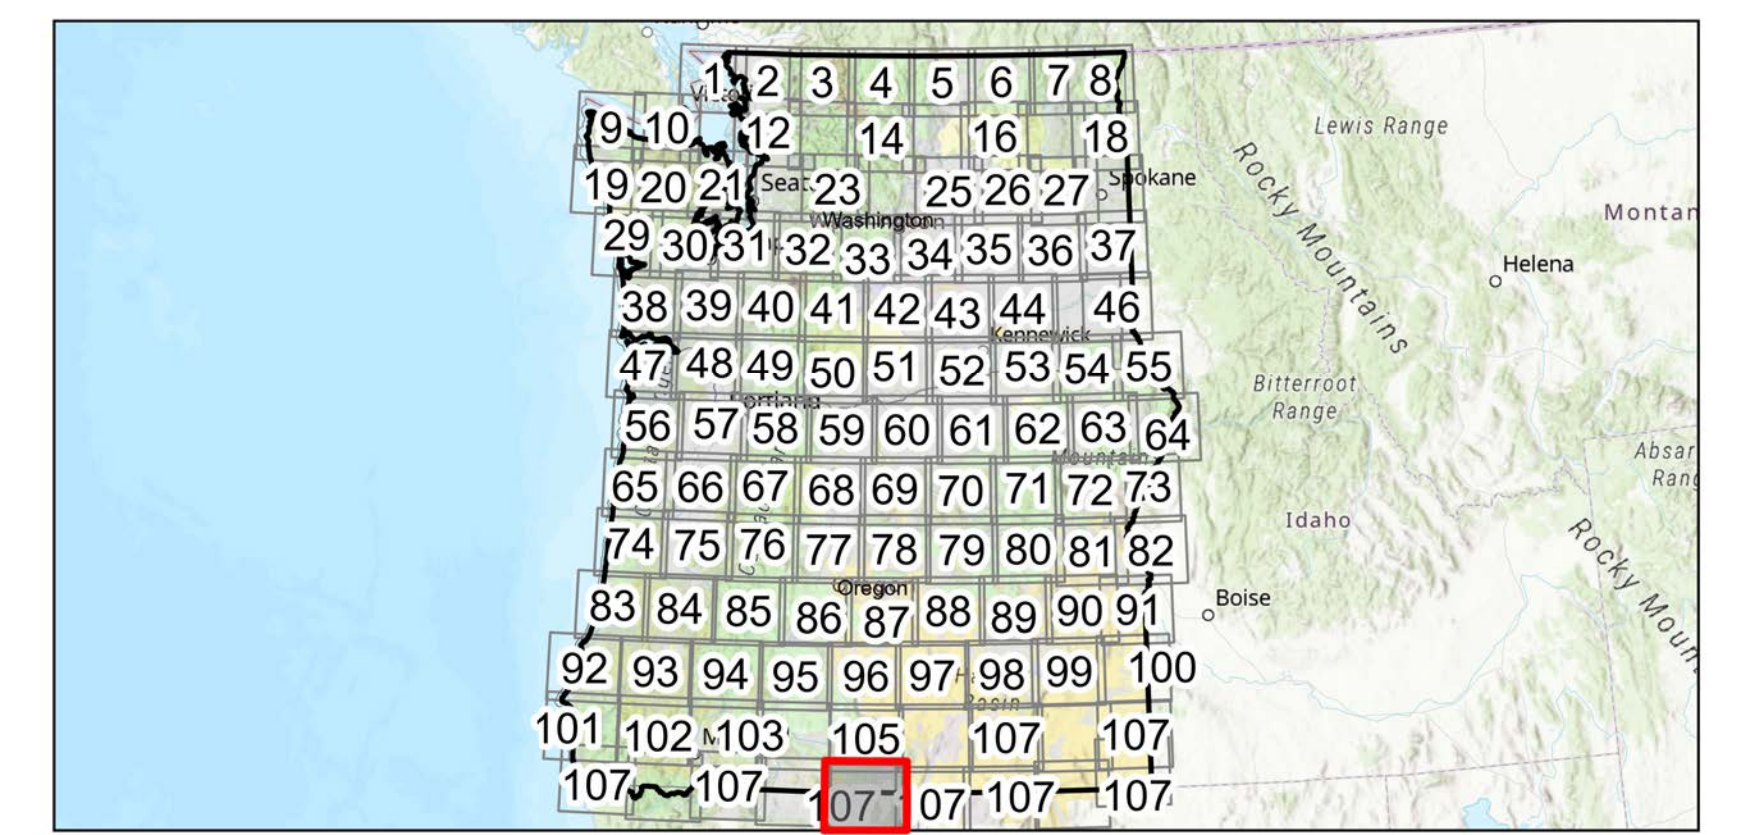 1 2 3 4 5 6 7 8
Lewis Range
9 10 12 14 16 18
19 20 21 Seat 23 25 26 27 Spokane
Rocky Mountains
Montan
Washington
29 30 31 32 33 34 35 36 37
Helena
38 39 40 41 42 43 44 46
Kennewick
47 48 49 50 51 52 53 54 55
Bitterroot
Range
Portland
56 57 58 59 60 61 62 63 64
Mountain
Absar
Rang
65 66 67 68 69 70 71 72 73
Idaho
74 75 76 77 78 79 80 81 82
Rocky Moun
Oregon
83 84 85 86 87 88 89 90 91
Boise
92 93 94 95 96 97 98 99 100
Basin
101 102 M 103 105 107 107
107 107 107 107 107 107